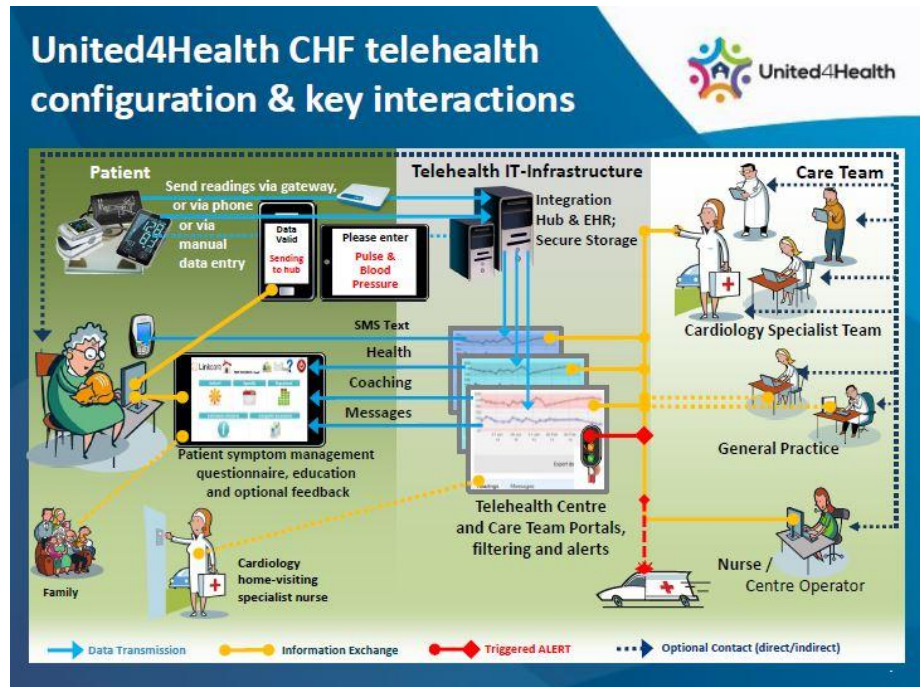 United4Health CHF telehealth
configuration & key interactions
United4Health
Patient
Telehealth IT-Infrastructure
Care Team
Send readings via gateway,
or via phone
or via
manual
data entry
Data
Valid
Sending
to hub
Please enter
Pulse &
Blood
Pressure
Integration
Hub & EHR;
Secure Storage
Cardiology Specialist Team
SMS Text
Health
Coaching
Messages
General Practice
Patient symptom management
questionnaire, education
and optional feedback
Telehealth Centre
and Care Team Portals,
filtering and alerts
Messages
Nurse /
Centre Operator
Family
Cardiology
home-visiting
specialist nurse
Data Transmission
Information Exchange
Triggered ALERT
Optional Contact (direct/indirect)